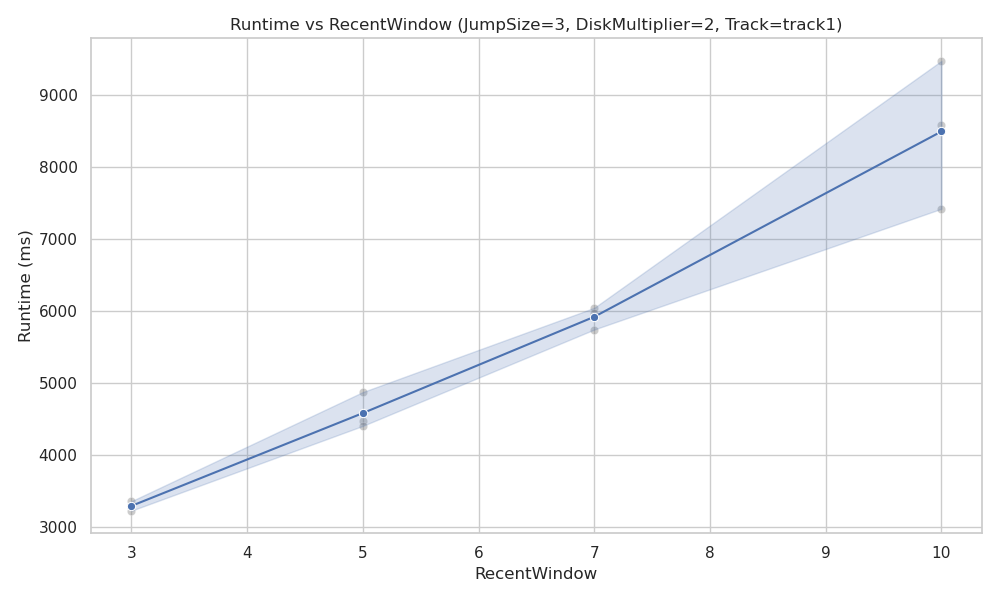 Runtime vs RecentWindow (JumpSize=3, DiskMultiplier=2, Track=track1)
Runtime (ms)
9000
8000
7000
6000
5000
4000
3000
3 4 5 6 7 8 9 10
RecentWindow